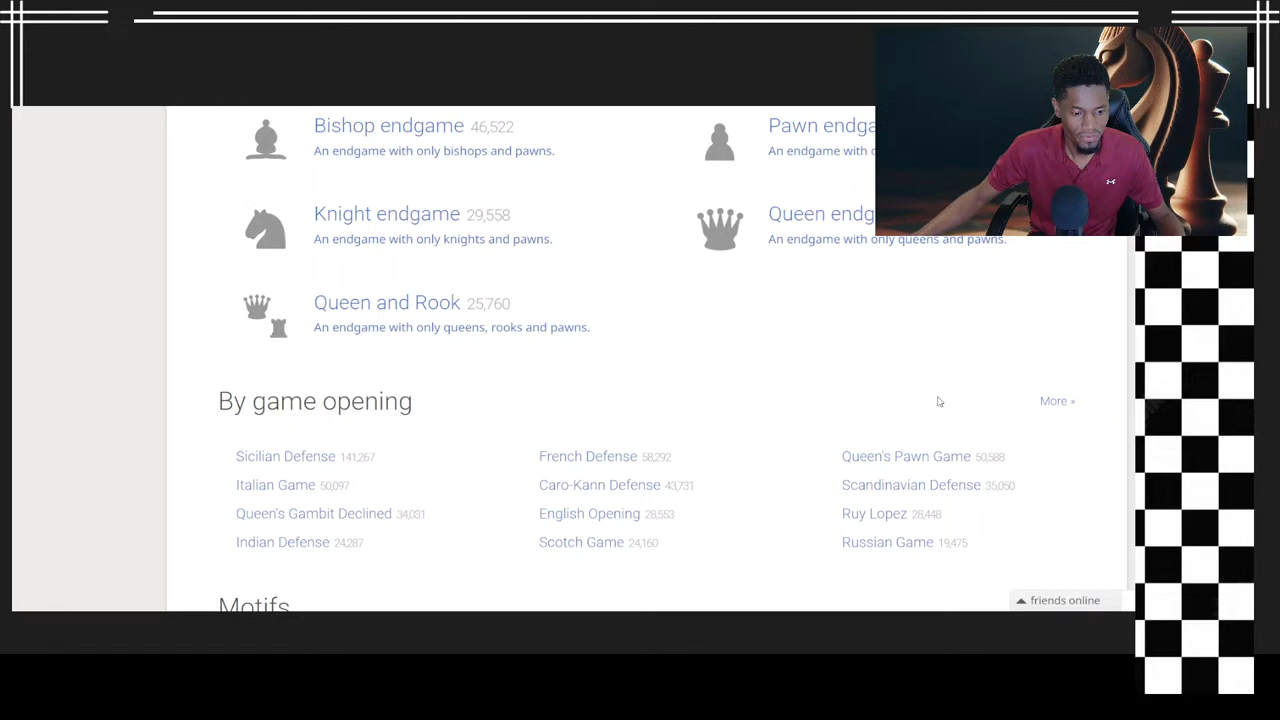 Bishop endgame 46,522
An endgame with only bishops and pawns.
Pawn endga
An endgame with
Knight endgame 29,558
An endgame with only knights and pawns.
Queen endg
An endgame with only queens and pawns.
Queen and Rook 25,760
An endgame with only queens, rooks and pawns.
By game opening
More »
Sicilian Defense 141,267
French Defense 58,292
Queen's Pawn Game 50,588
Italian Game 50,097
Caro-Kann Defense 43,731
Scandinavian Defense 35,050
Queen's Gambit Declined 34,031
English Opening 28,553
Ruy Lopez 28,448
Indian Defense 24,287
Scotch Game 24,160
Russian Game 19,475
Motifs
friends online